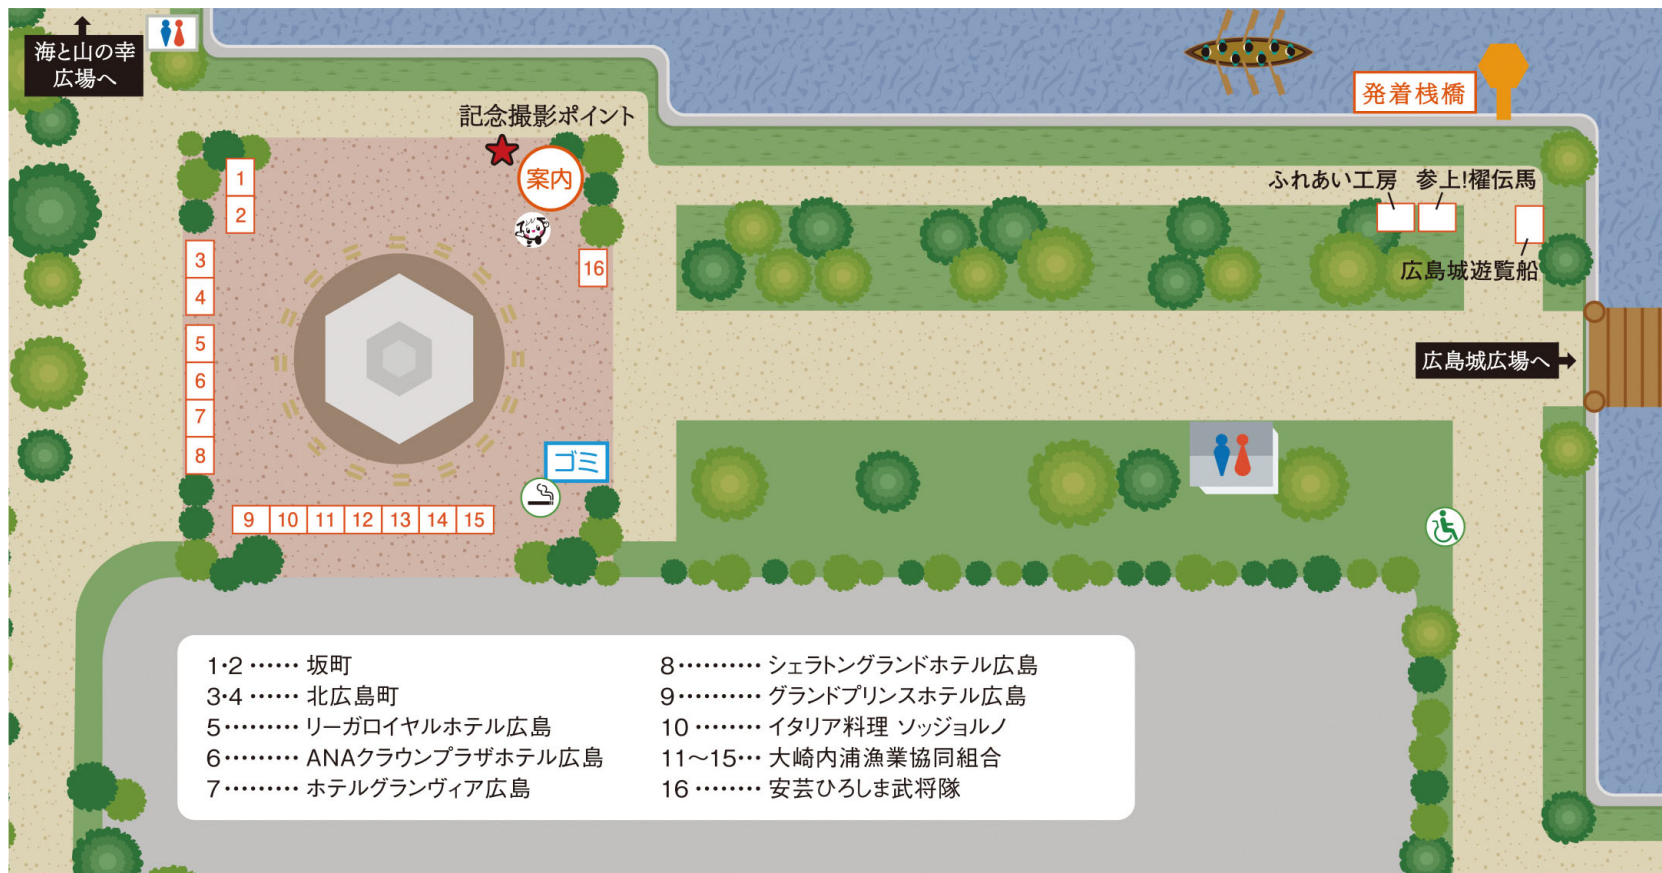 海と山の幸
広場へ
記念撮影ポイント
案内
発着桟橋
ふれあい工房
参上!櫂伝馬
広島城遊覧船
広島城広場へ
1
2
3
4
5
6
7
8
16
ゴミ
9
10
11
12
13
14
15
1・2 …… 坂町
3・4 …… 北広島町
5……… リーガロイヤルホテル広島
6……… ANAクラウンプラザホテル広島
7……… ホテルグランヴィア広島
8………… シェラトングランドホテル広島
9………… グランドプリンスホテル広島
10 ……… イタリア料理 ソッジョルノ
11〜15… 大崎内浦漁業協同組合
16 ……… 安芸ひろしま武将隊